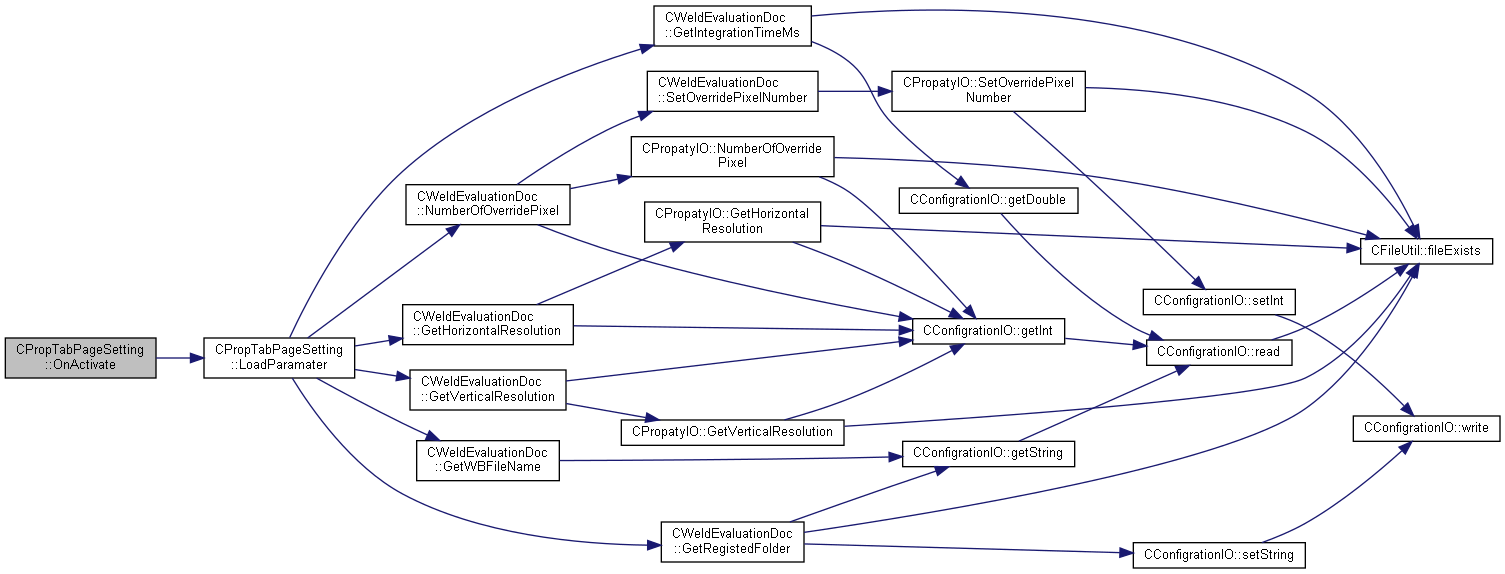 CPropTabPageSetting
::OnActivate
CPropTabPageSetting
::LoadParamater
CWeldEvaluationDoc
::GetIntegrationTimeMs
CWeldEvaluationDoc
::NumberOfOverridePixel
CWeldEvaluationDoc
::GetHorizontalResolution
CWeldEvaluationDoc
::GetVerticalResolution
CWeldEvaluationDoc
::GetWBFileName
CWeldEvaluationDoc
::SetOverridePixelNumber
CPropatyIO::NumberOfOverride
Pixel
CPropatyIO::GetHorizontal
Resolution
CPropatyIO::GetVerticalResolution
CWeldEvaluationDoc
::GetRegistedFolder
CPropatyIO::SetOverridePixel
Number
CConfigrationIO::getDouble
CConfigrationIO::getInt
CConfigrationIO::getString
CConfigrationIO::setInt
CConfigrationIO::read
CConfigrationIO::setString
CFileUtil::fileExists
CConfigrationIO::write